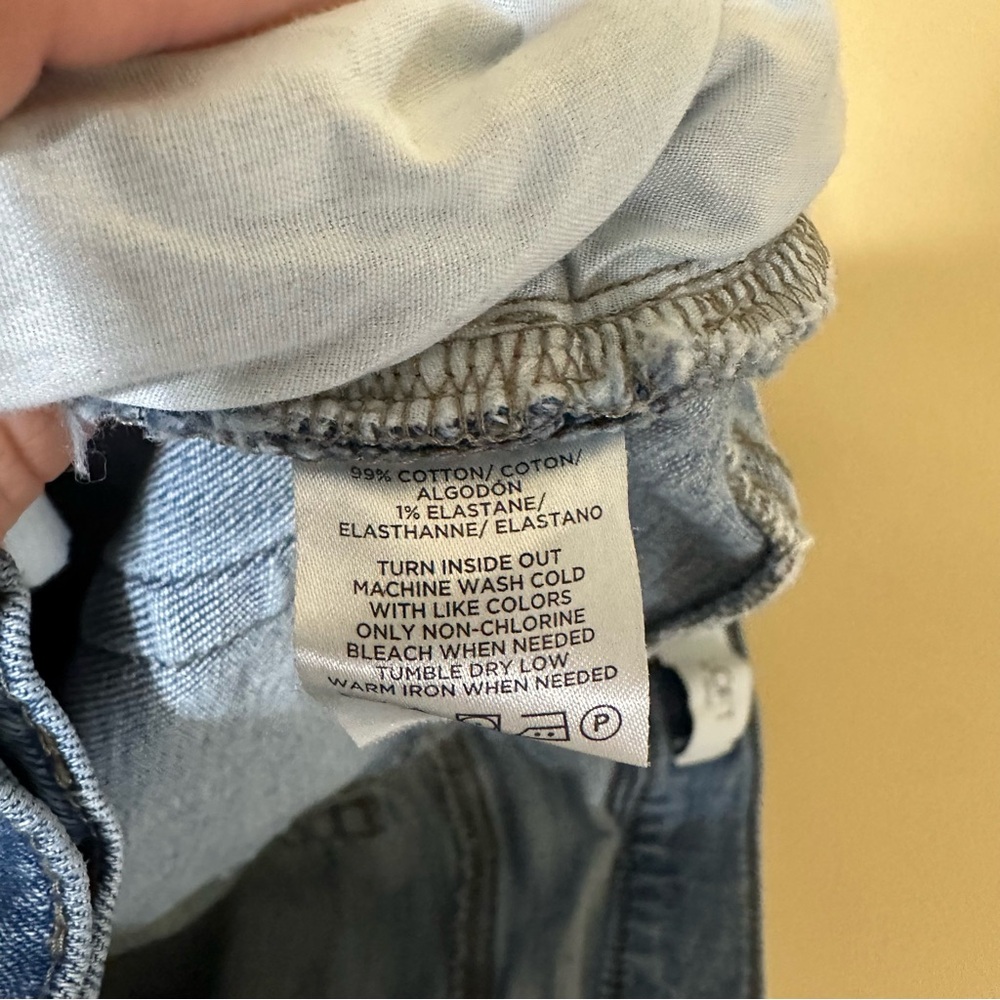 99% COTTON/ COTON/
ALGODÓN
1% ELASTANE/
ELASTHANNE/ ELASTANO
TURN INSIDE OUT
MACHINE WASH COLD
WITH LIKE COLORS
ONLY NON-CHLORINE
BLEACH WHEN NEEDED
TUMBLE DRY LOW
WARM IRON WHEN NEEDED
P